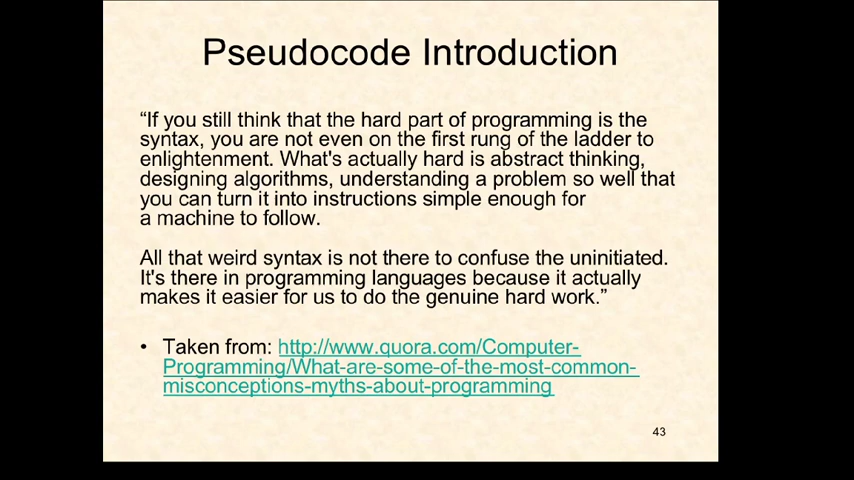 Pseudocode Introduction
“If you still think that the hard part of programming is the
syntax, you are not even on the first rung of the ladder to
enlightenment. What's actually hard is abstract thinking,
designing algorithms, understanding a problem so well that
you can turn it into instructions simple enough for
a machine to follow.
All that weird syntax is not there to confuse the uninitiated.
It's there in programming languages because it actually
makes it easier for us to do the genuine hard work.”
• Taken from: http://www.quora.com/Computer-
Programming/What-are-some-of-the-most-common-
misconceptions-myths-about-programming
43